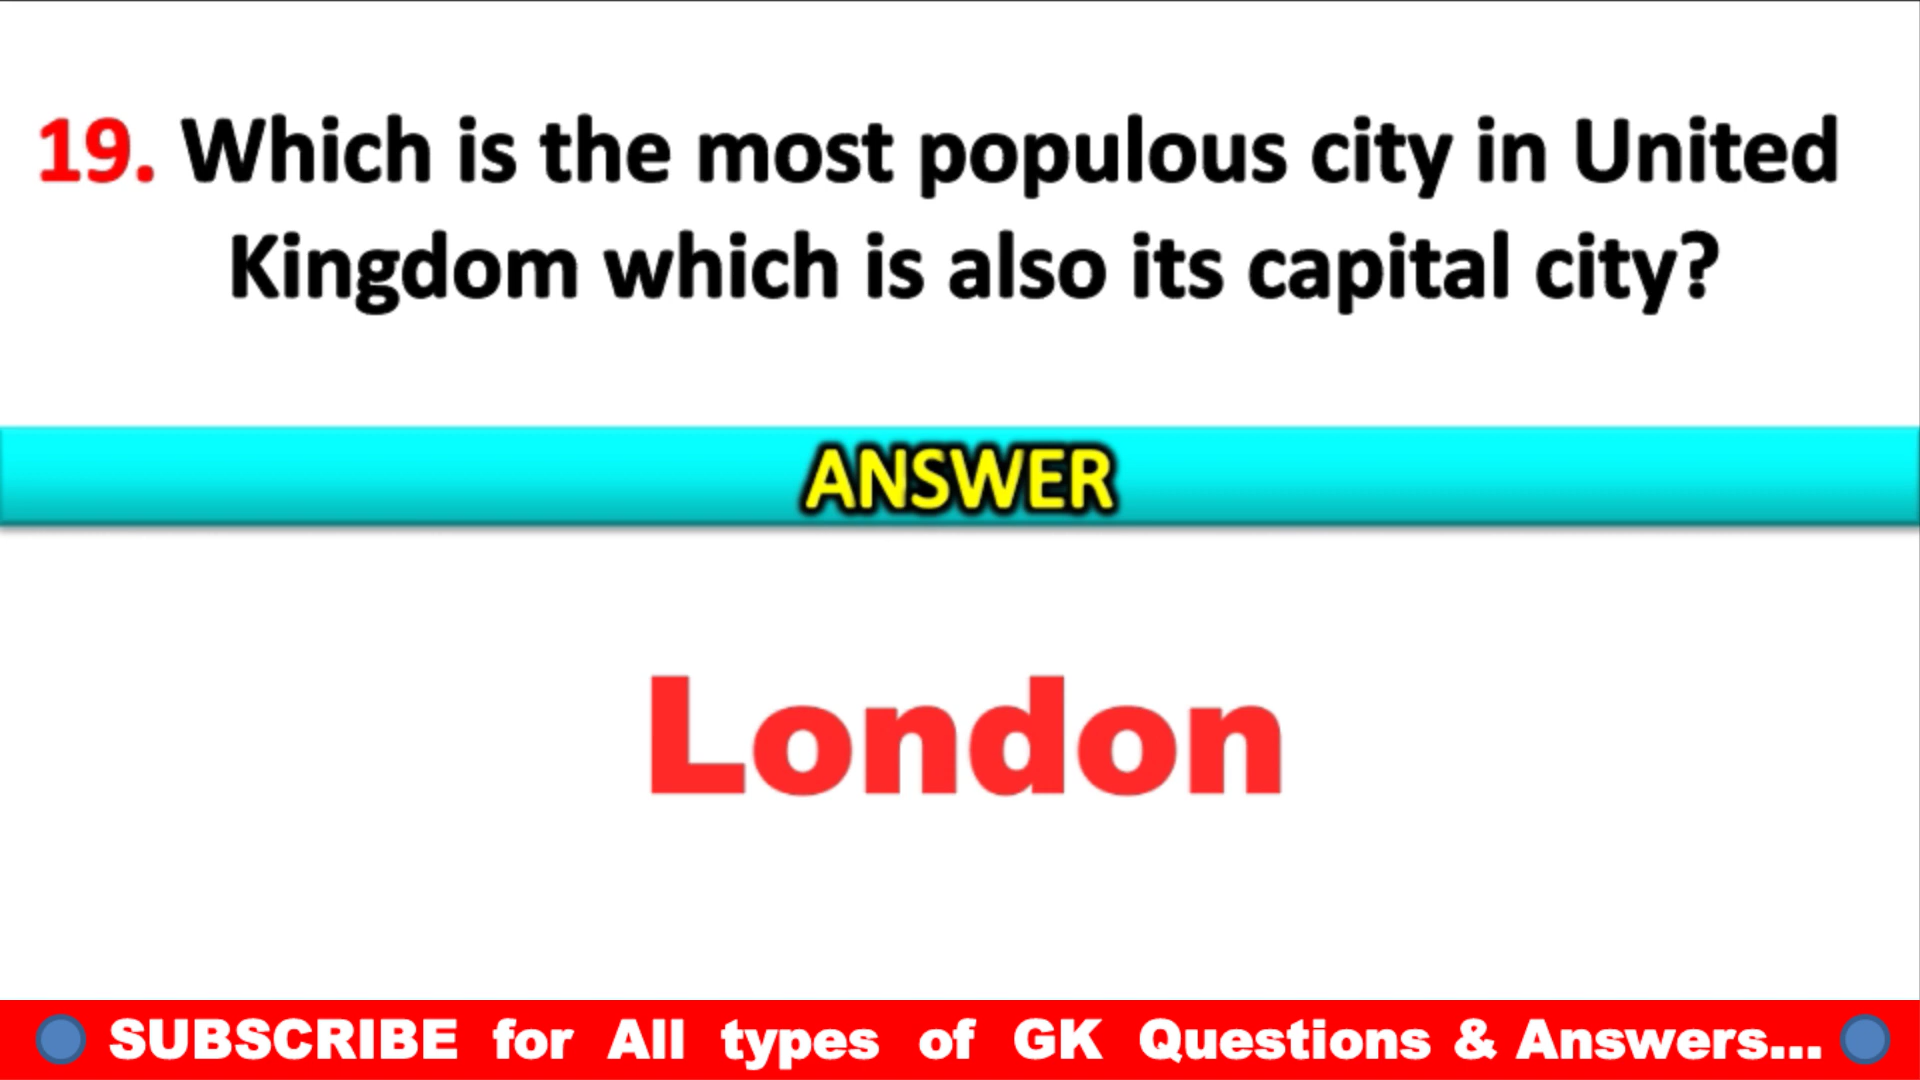 19. Which is the most populous city in United
Kingdom which is also its capital city?
ANSWER
London
SUBSCRIBE for All types of GK Questions & Answers...